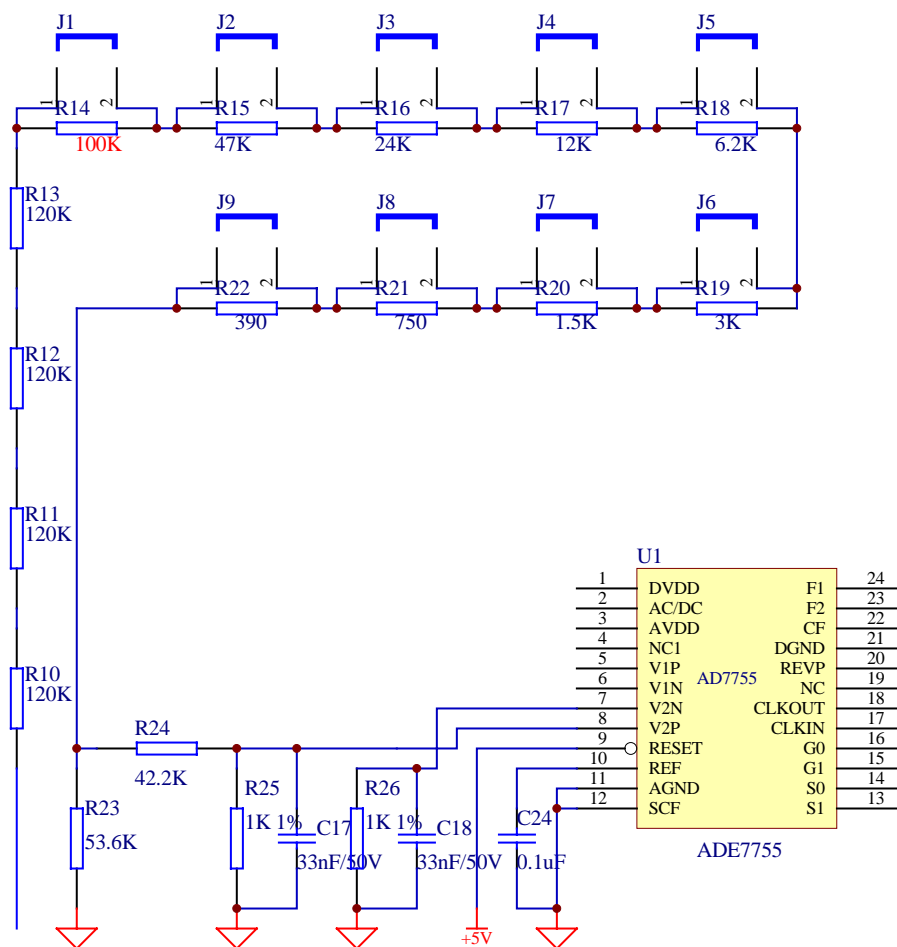 J1 J2 J3 J4 J5
1 2 1 2 1 2 1 2 1 2
R14 R15 R16 R17 R18
100K 47K 24K 12K 6.2K
R13
120K
J9 J8 J7 J6
1 2 1 2 1 2 1 2
R22 R21 R20 R19
390 750 1.5K 3K
R12
120K
R11
120K
U1
1 DVDD F1 24
2 AC/DC F2 23
3 AVDD CF 22
4 NC1 DGND 21
5 V1P REVP 20
AD7755
6 V1N NC 19
7 V2N CLKOUT 18
8 V2P CLKIN 17
9 RESET G0 16
10 REF G1 15
11 AGND S0 14
12 SCF S1 13
ADE7755
R10
120K
R24
42.2K
R23
53.6K
R25
1K 1%
C17
33nF/50V
R26
1K 1%
C18
33nF/50V
C24
0.1uF
+5V